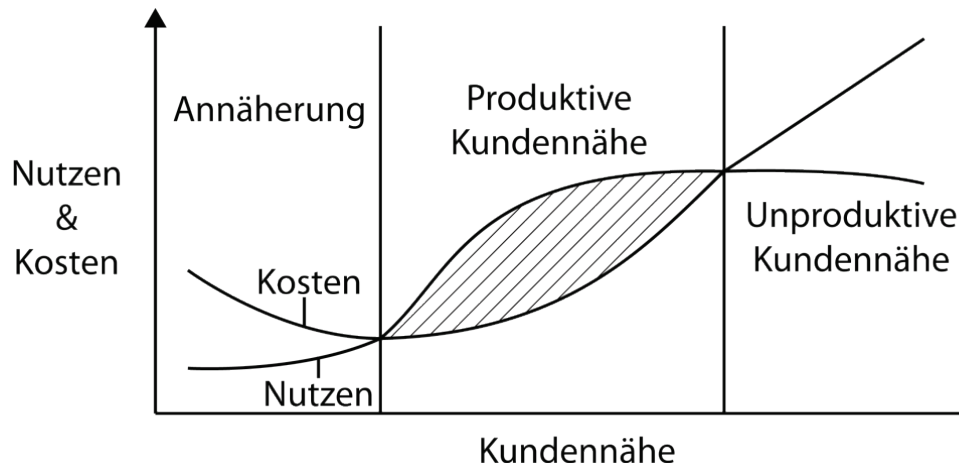 Annäherung
Produktive
Kundennähe
Nutzen
&
Kosten
Unproduktive
Kundennähe
Kosten
Nutzen
Kundennähe